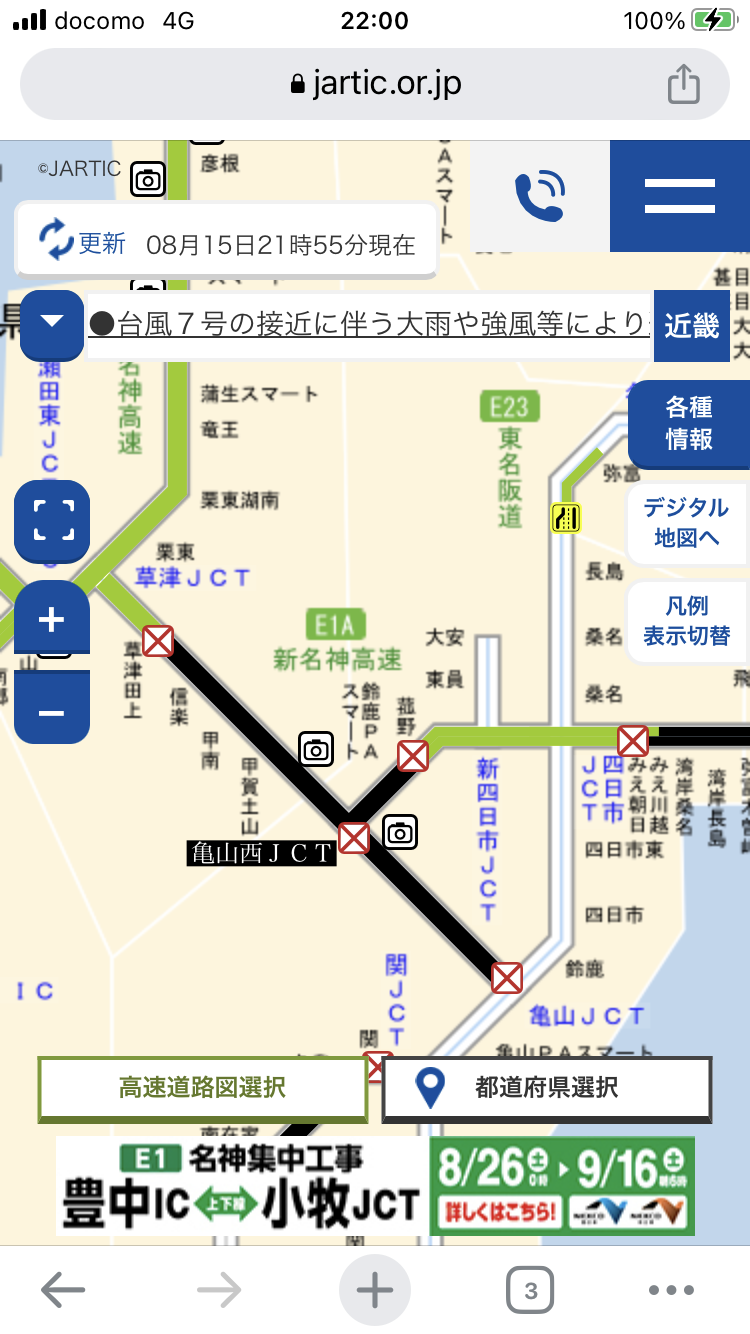 docomo 4G 22:00 100%
jartic.or.jp
©JARTIC
彦根
Aスマート
更新 08月15日21時55分現在
●台風７号の接近に伴う大雨や強風等により
近畿
瀬田東JC
名神高速
蒲生スマート
竜王
栗東湖南
栗東
草津JCT
E23
東名阪道
各種
情報
弥富
デジタル
地図へ
凡例
表示切替
長島
桑名
桑名
大安
東員
E1A
新名神高速
草津田上
信楽
甲南
甲賀土山
鈴鹿PA
スマート
菰野
亀山西JCT
新四日市JCT
四日市
JCT
みえ朝日
みえ川越
湾岸桑名
湾岸長島
四日市東
四日市
鈴鹿
亀山JCT
亀山PAスマート
関JCT
関
IC
高速道路図選択
都道府県選択
南在家
E1 名神集中工事
豊中IC 上下線 小牧JCT
8/26 土 0時 9/16 土 朝6時
詳しくはこちら!
関
3